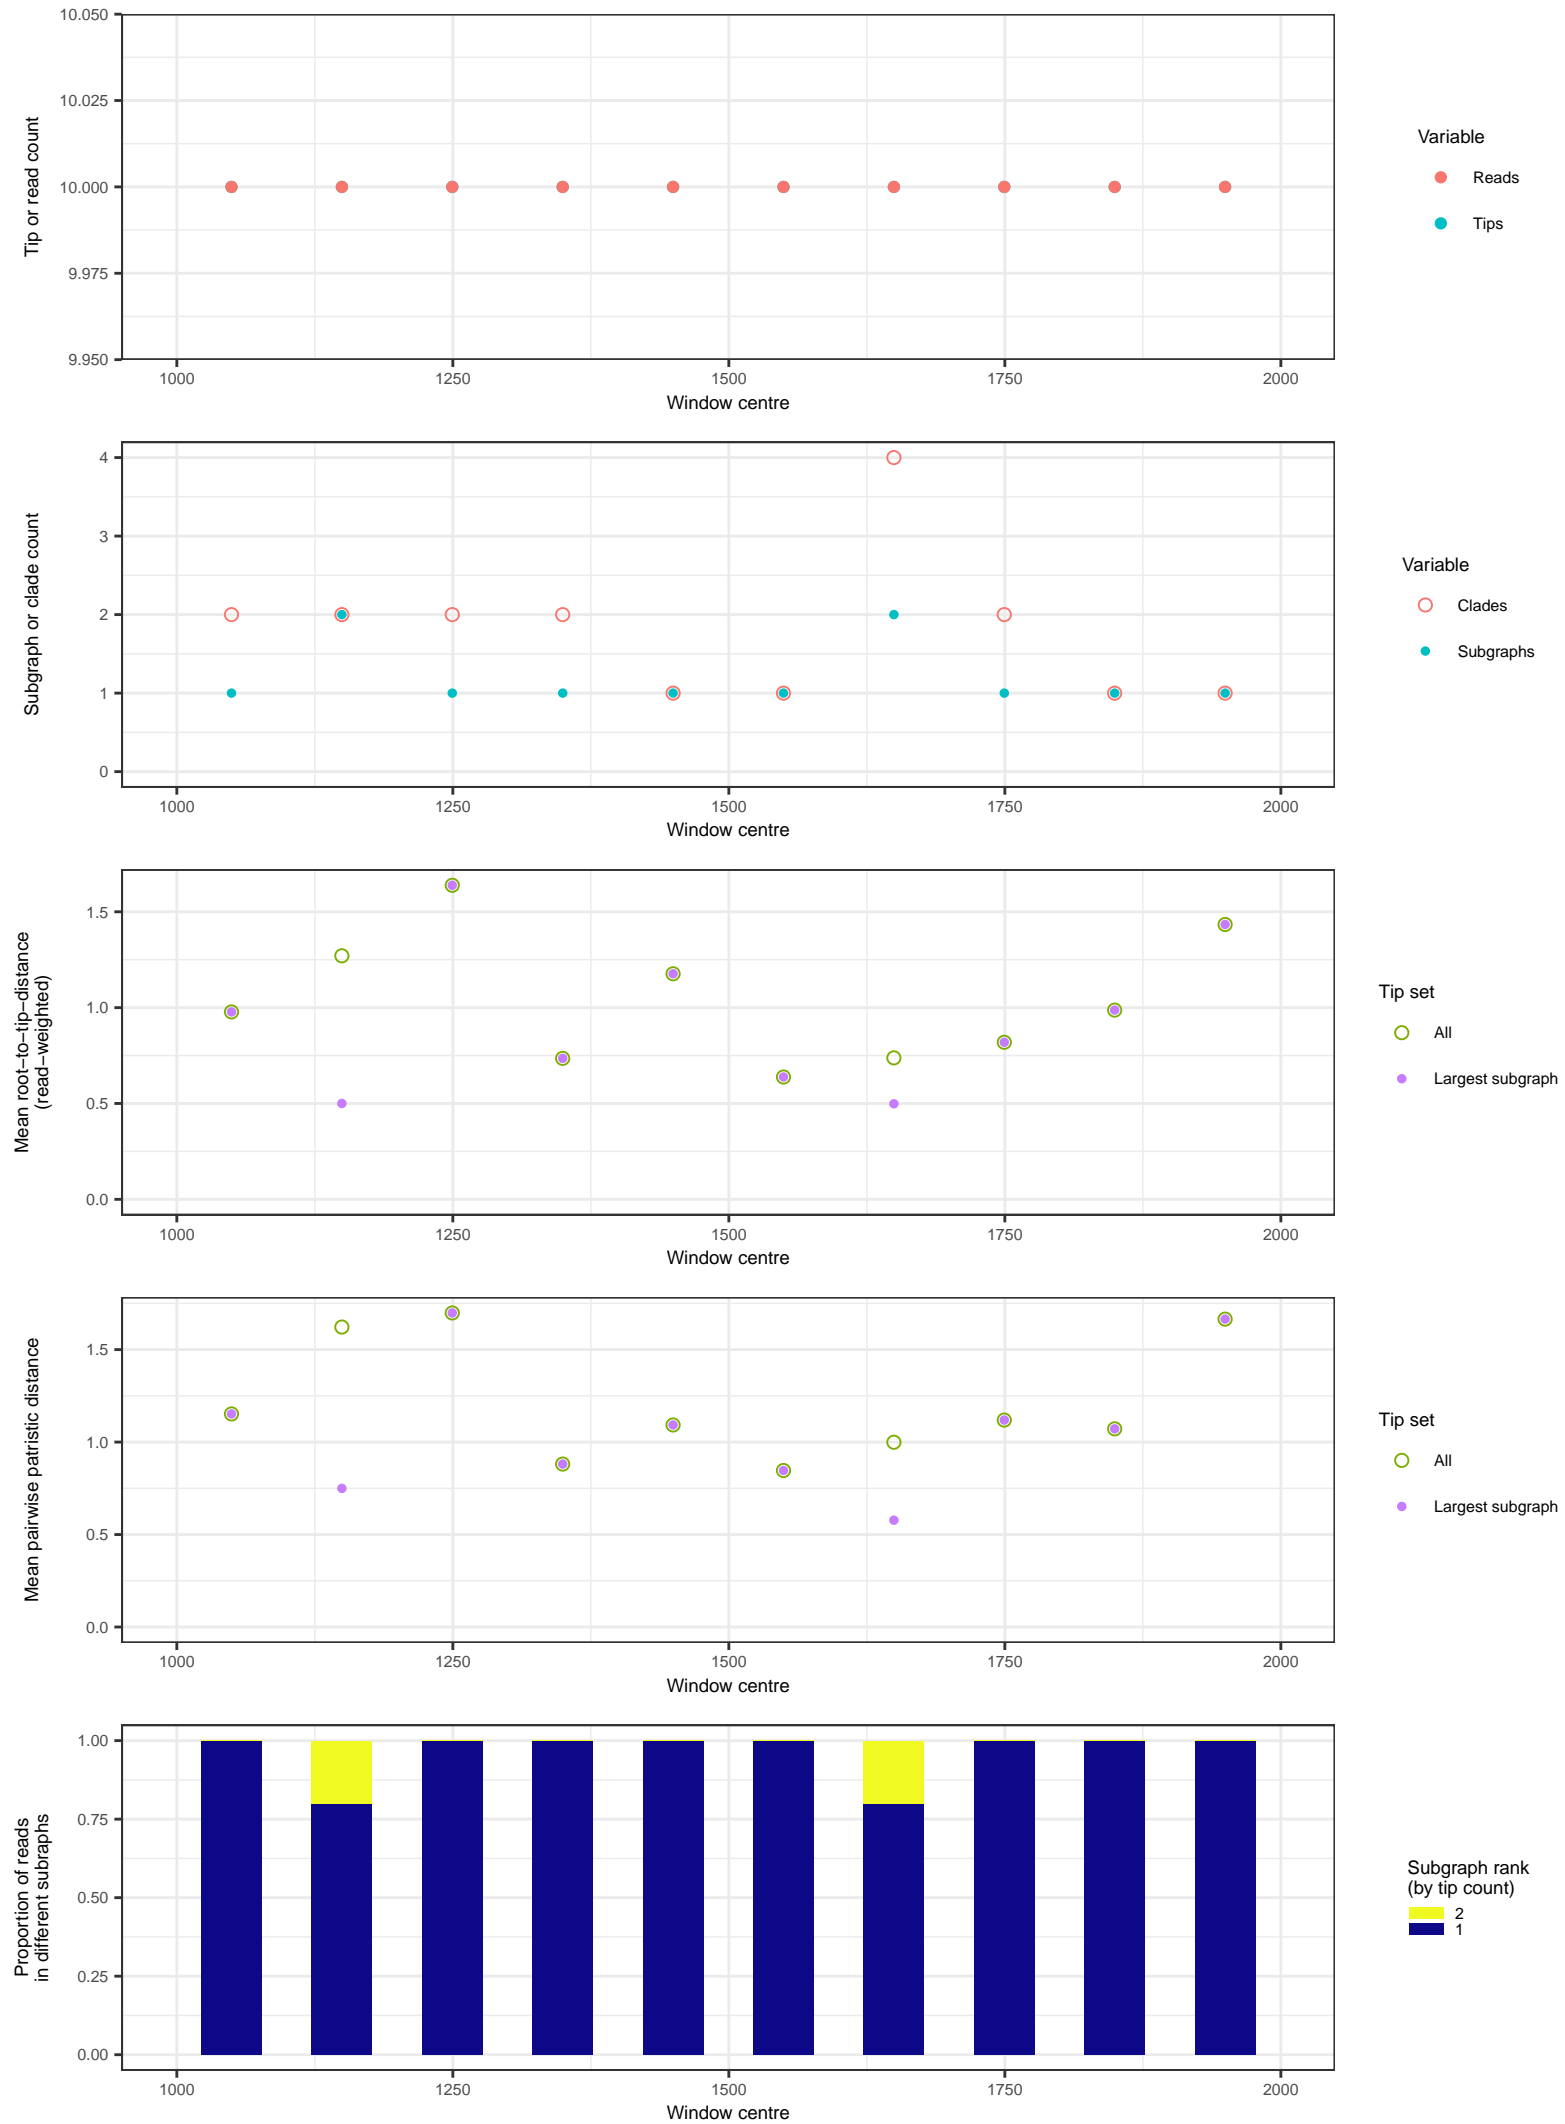 10.050
10.025
10.000
9.975
9.950
Tip or read count
1000 1250 1500 1750 2000
Window centre
Variable
Reads
Tips
4
3
2
1
0
Subgraph or clade count
1000 1250 1500 1750 2000
Window centre
Variable
Clades
Subgraphs
1.5
1.0
0.5
0.0
Mean root−to−tip−distance
(read−weighted)
1000 1250 1500 1750 2000
Window centre
Tip set
All
Largest subgraph
1.5
1.0
0.5
0.0
Mean pairwise patristic distance
1000 1250 1500 1750 2000
Window centre
Tip set
All
Largest subgraph
1.00
0.75
0.50
0.25
0.00
Proportion of reads
in different subraphs
1000 1250 1500 1750 2000
Window centre
Subgraph rank
(by tip count)
2
1